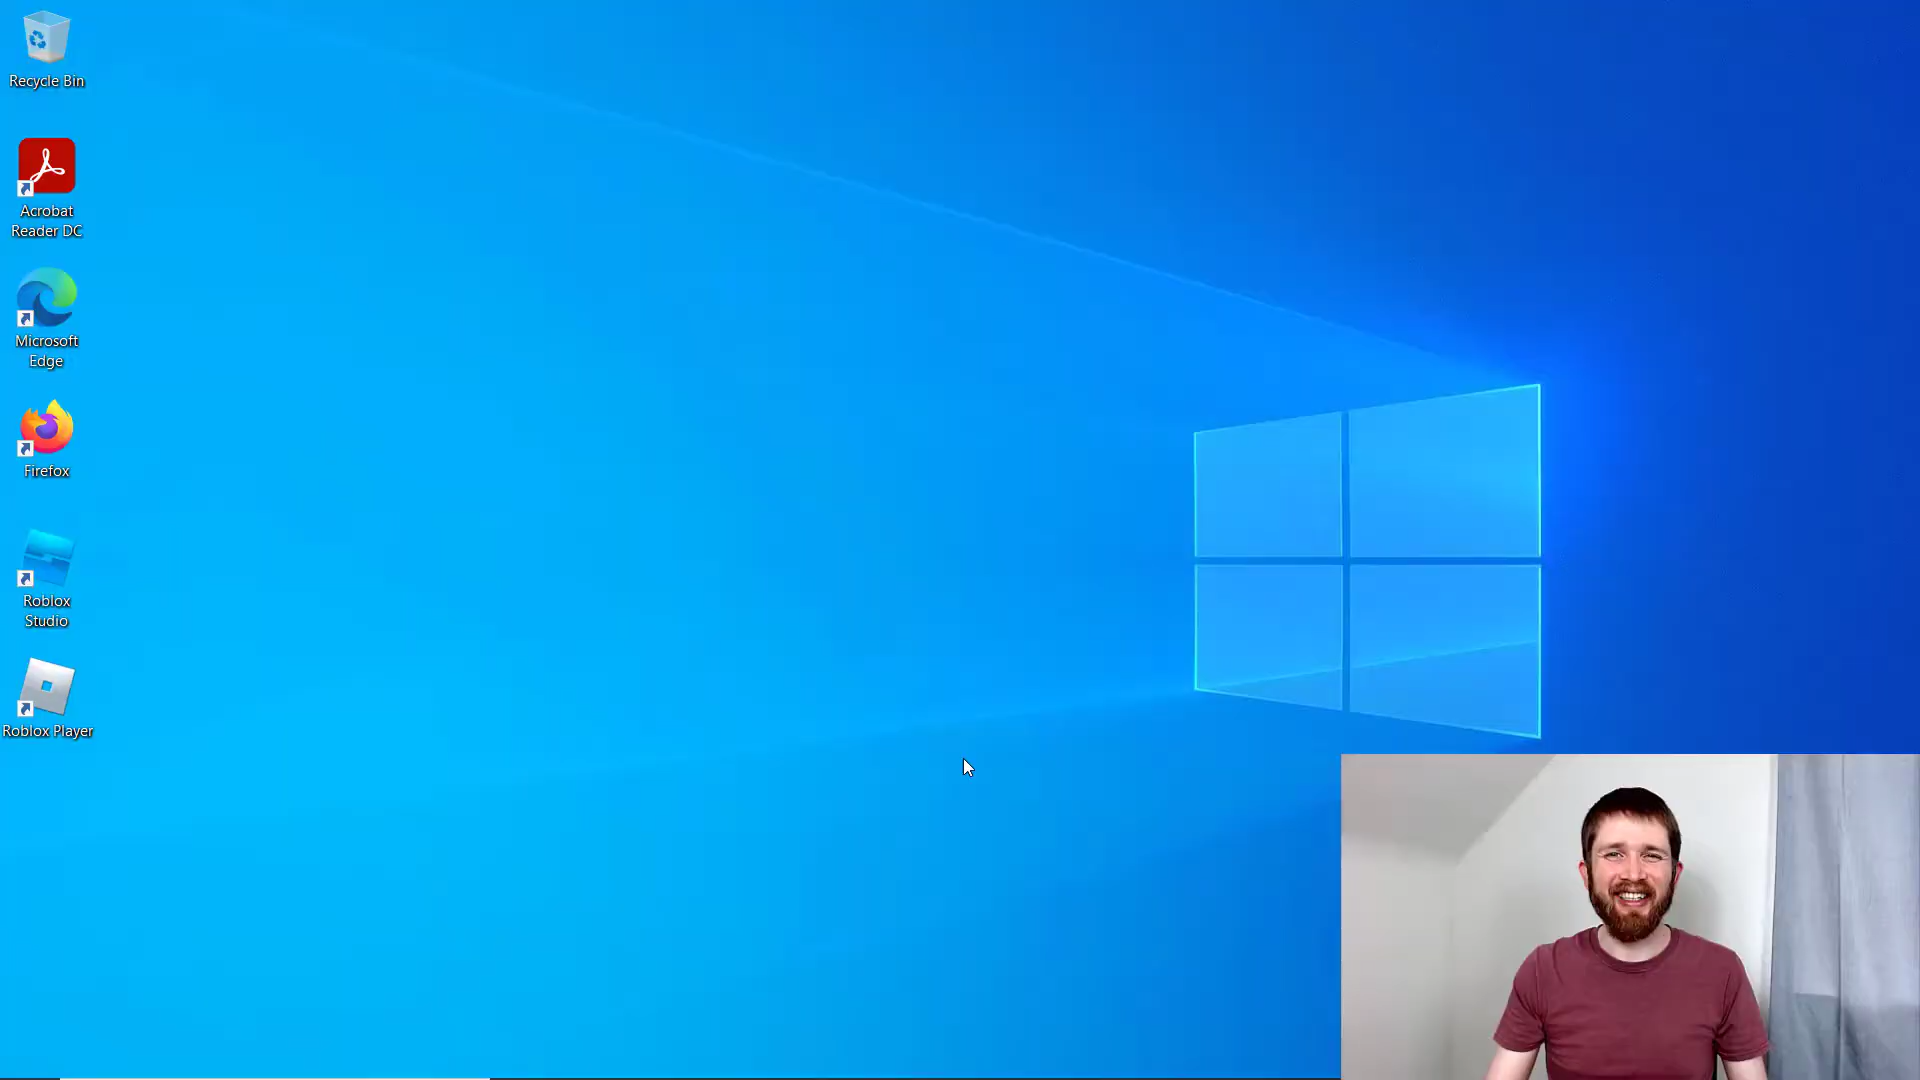 Recycle Bin
Acrobat
Reader DC
Microsoft
Edge
Firefox
Roblox
Studio
Roblox Player